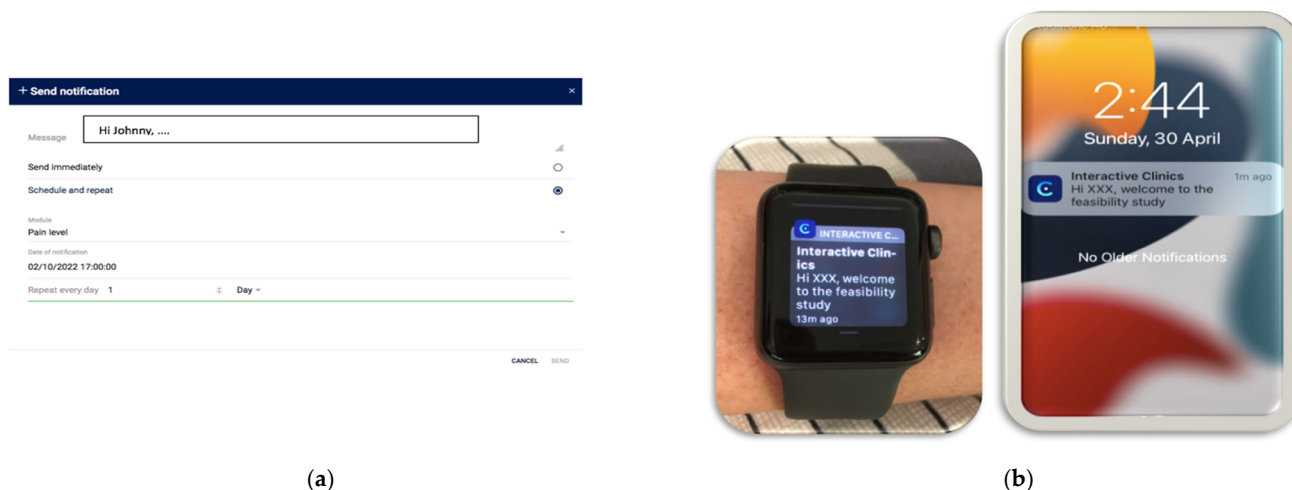 + Send notification ×
Message
Hi Johnny, ....
Send immediately
Schedule and repeat
Module
Pain level
Date of notification
02/10/2022 17:00:00
Repeat every day 1 Day
CANCEL SEND
(a)
INTERACTIVE C...
Interactive Clin-
ics
Hi XXX, welcome
to the feasibility
study
13m ago
2:44
Sunday, 30 April
Interactive Clinics 1m ago
Hi XXX, welcome to the
feasibility study
No Older Notifications
(b)